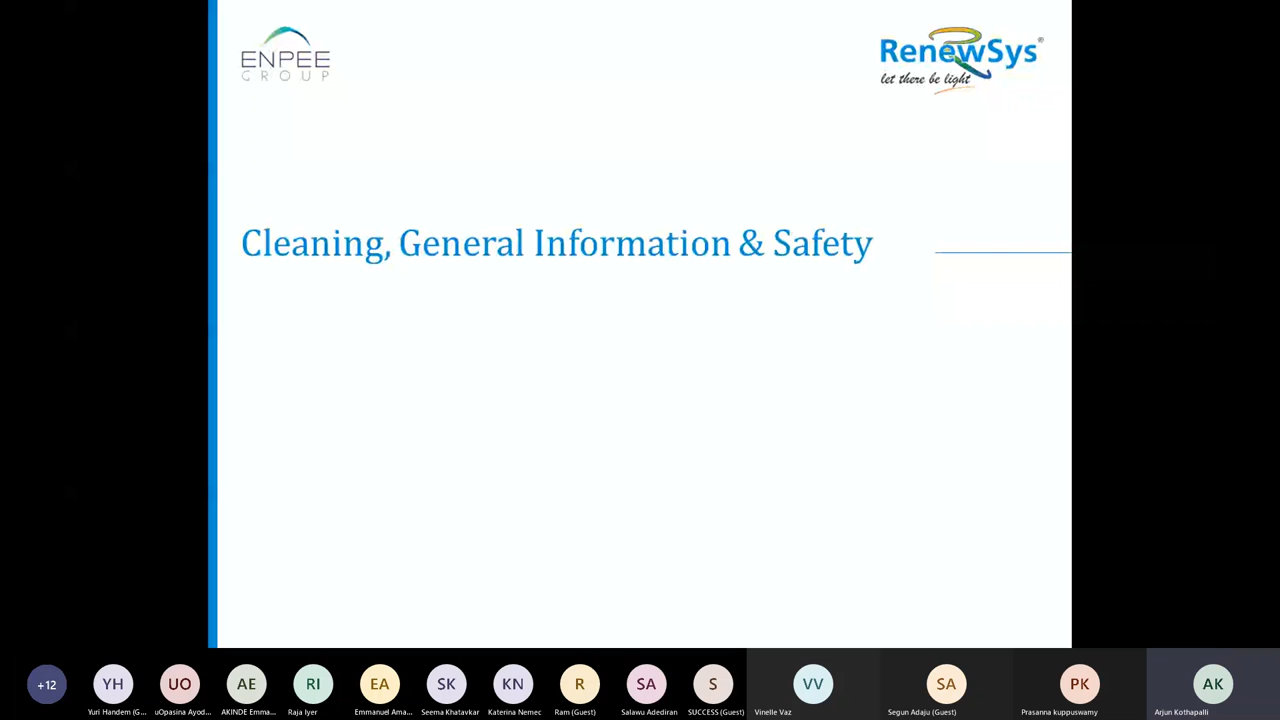 ENPEE
GROUP
RenewSys®
let there be light
Cleaning, General Information & Safety
+12
YH
UO
AE
RI
EA
SK
KN
R
SA
S
VV
SA
PK
AK
Yuri Handem (G...
uOpasina Ayod...
AKINDE Emma...
Raja Iyer
Emmanuel Ama...
Seema Khatavkar
Katerina Nemec
Ram (Guest)
Salawu Adediran
SUCCESS (Guest)
Vinelle Vaz
Segun Adaju (Guest)
Prasanna kuppuswamy
Arjun Kothapalli